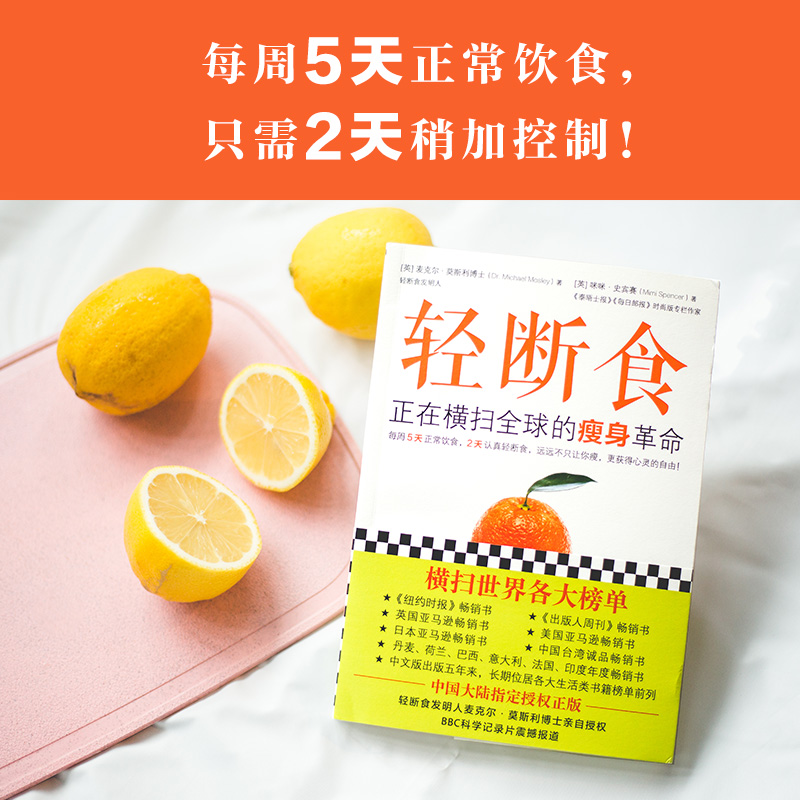 每周5天正常饮食，
只需2天稍加控制！
[英] 麦克尔·莫斯利博士 (Dr. Michael Mosley) 著
轻断食发明人
[英] 咪咪·史宾赛 (Mimi Spencer) 著
《泰晤士报》《每日邮报》时尚版专栏作家
轻断食
正在横扫全球的瘦身革命
每周5天正常饮食，2天认真轻断食，远远不只让你瘦，更获得心灵的自由！
横扫世界各大榜单
★《纽约时报》畅销书
★《出版人周刊》畅销书
★ 英国亚马逊畅销书
★ 美国亚马逊畅销书
★ 日本亚马逊畅销书
★ 中国台湾诚品畅销书
★ 丹麦、荷兰、巴西、意大利、法国、印度年度畅销书
★ 中文版出版五年来，长期位居各大生活类书籍榜单前列
中国大陆指定授权正版
轻断食发明人麦克尔·莫斯利博士亲自授权
BBC科学记录片震撼报道